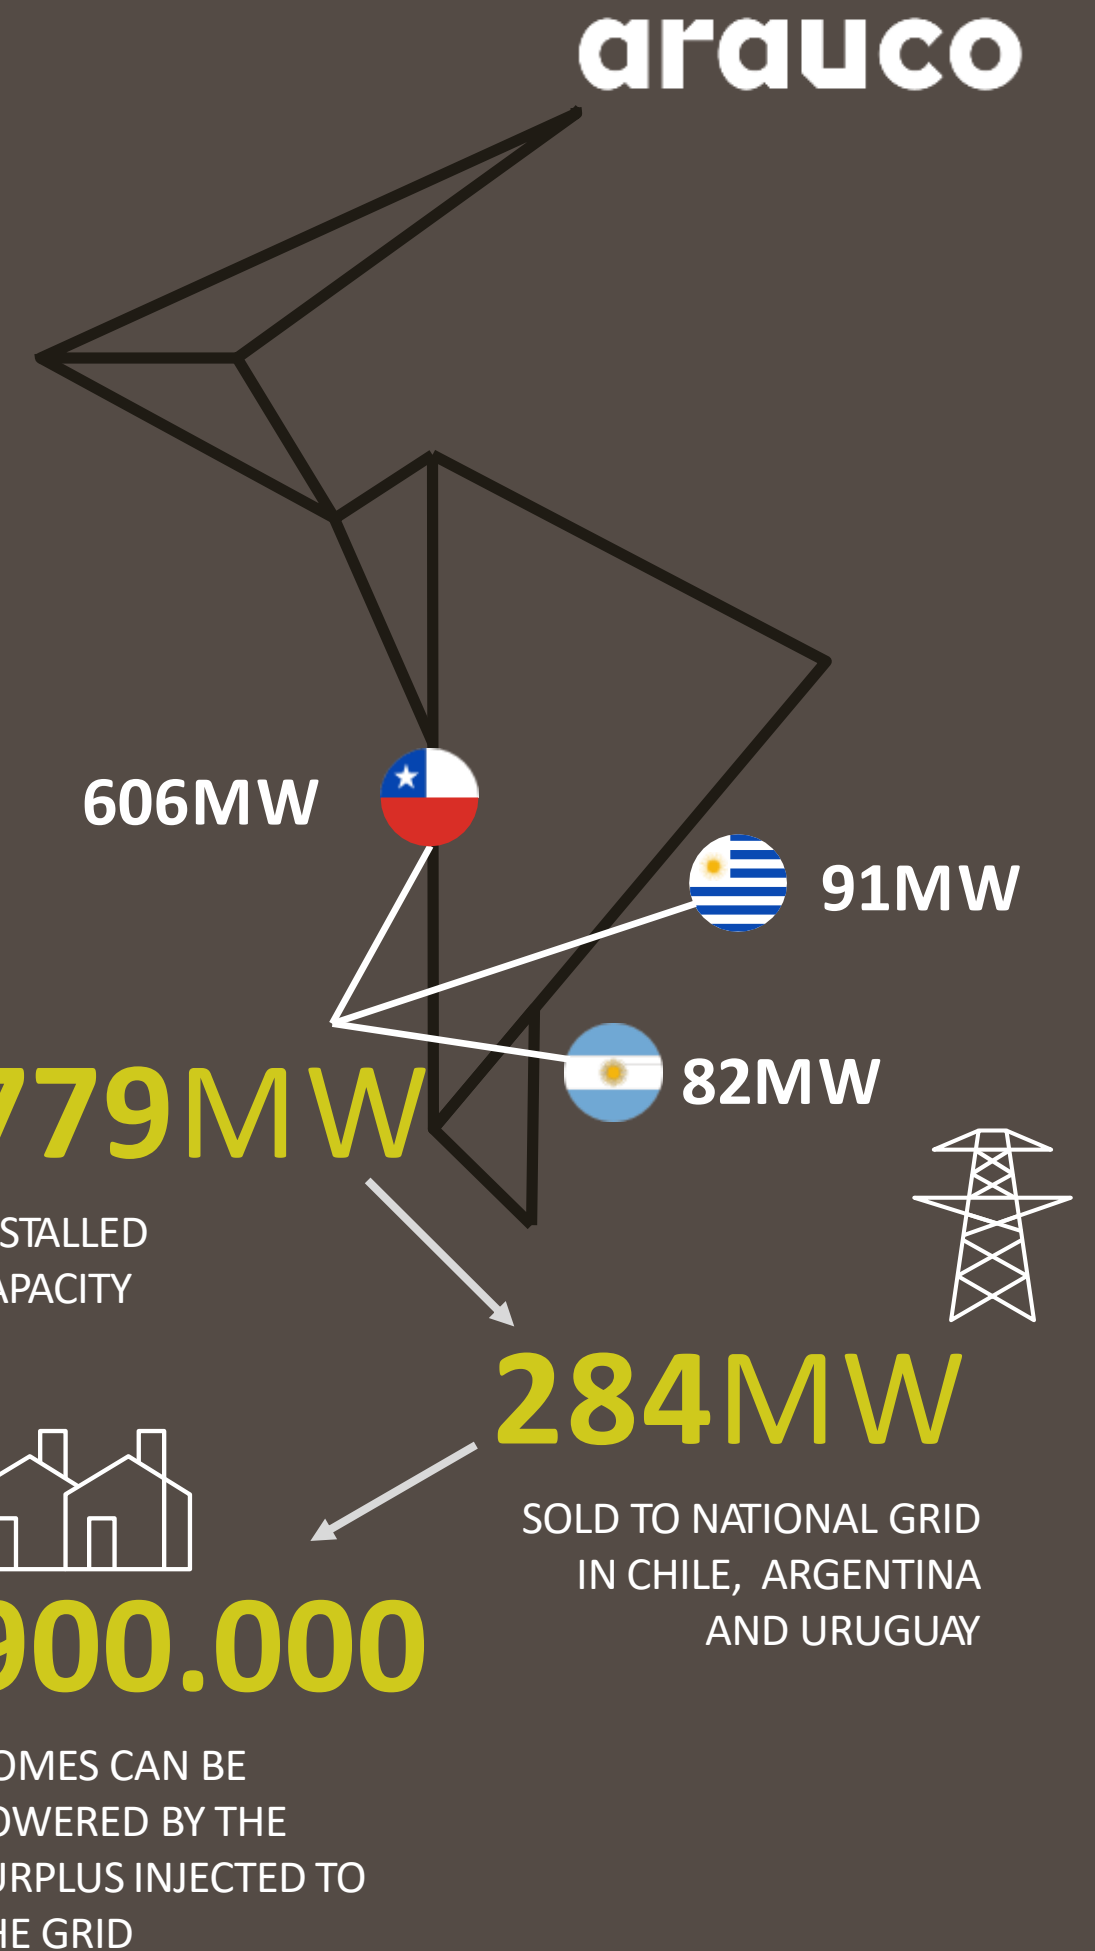 arauco
606MW
91MW
82MW
779MW
STALLED
APACITY
284MW
SOLD TO NATIONAL GRID
IN CHILE, ARGENTINA
AND URUGUAY
900.000
OMES CAN BE
OWERED BY THE
URPLUS INJECTED TO
HE GRID